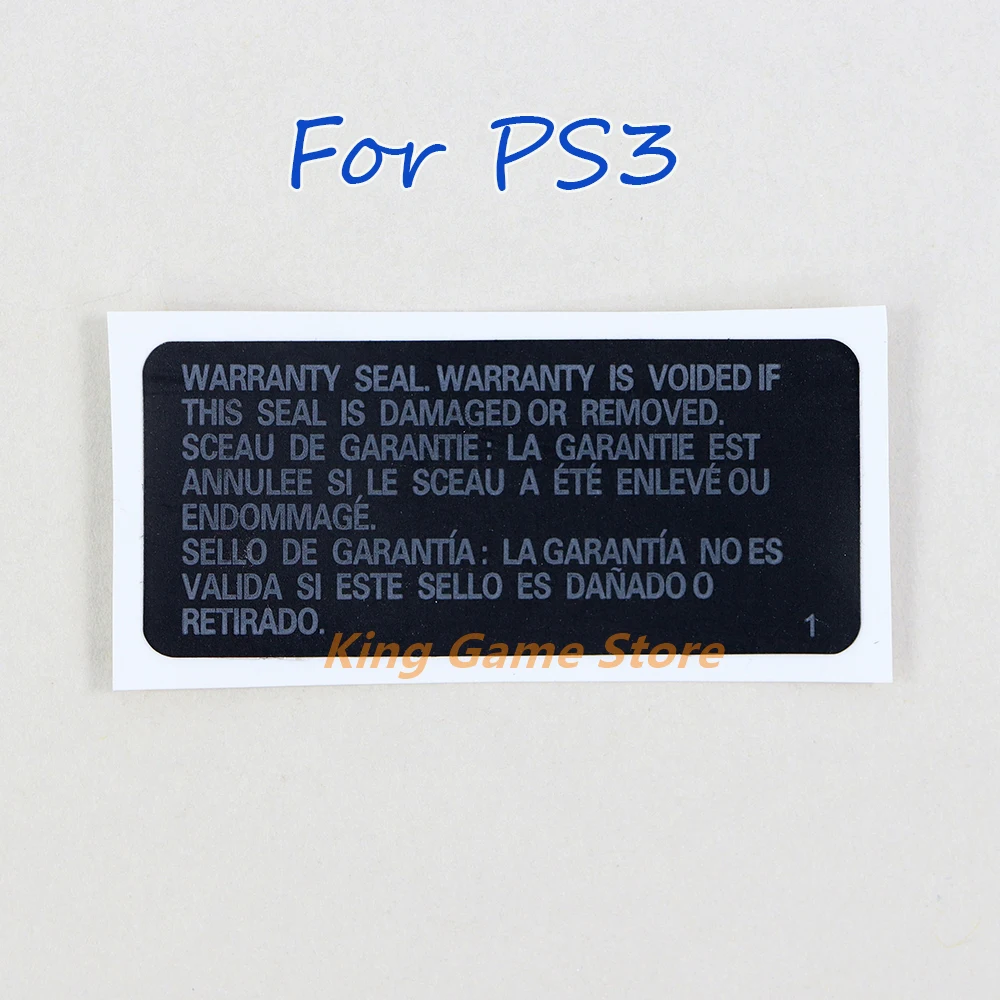 For PS3
WARRANTY SEAL. WARRANTY IS VOIDED IF
THIS SEAL IS DAMAGED OR REMOVED.
SCEAU DE GARANTIE : LA GARANTIE EST
ANNULEE SI LE SCEAU A ÉTÉ ENLEVÉ OU
ENDOMMAGÉ.
SELLO DE GARANTÍA : LA GARANTÍA NO ES
VALIDA SI ESTE SELLO ES DAÑADO O
RETIRADO.
1
King Game Store